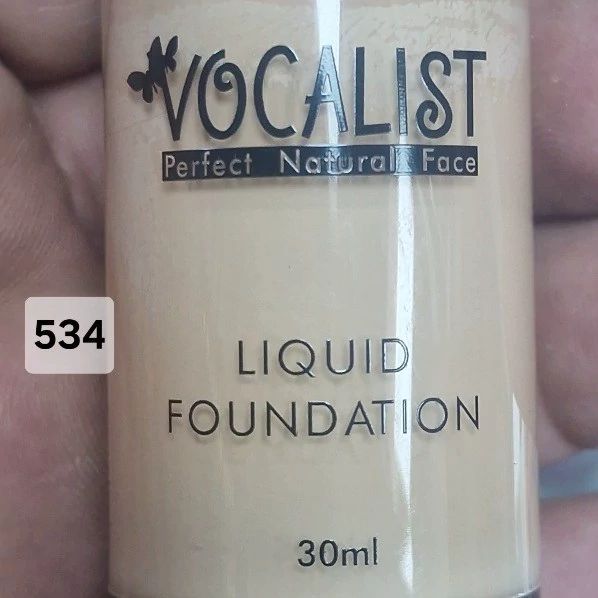 VOCALIST
Perfect Natural Face
534
LIQUID
FOUNDATION
30ml